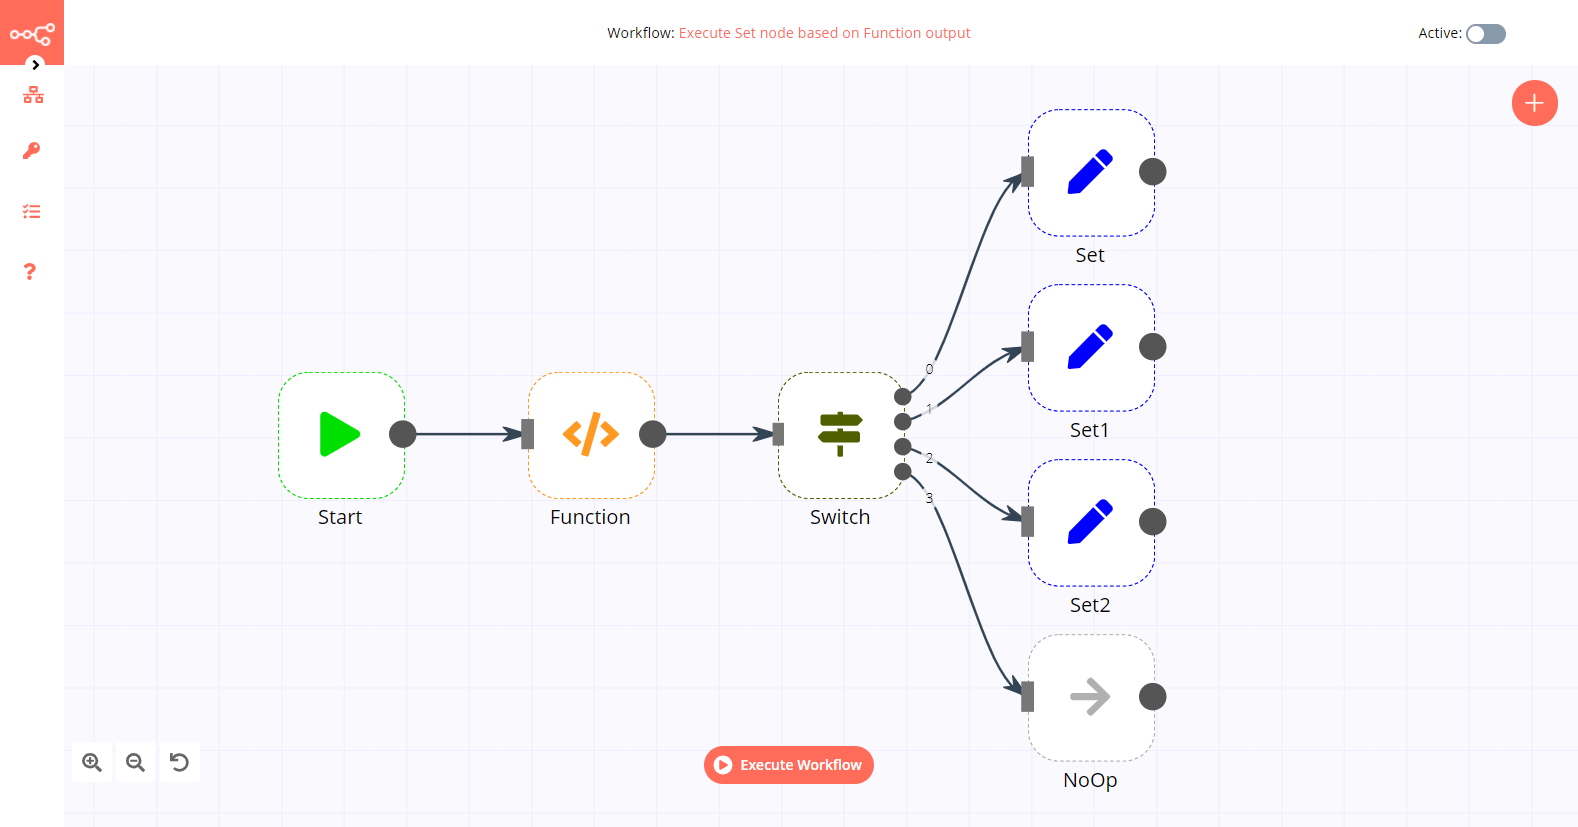 Workflow: Execute Set node based on Function output
Active:
Set
0
Set1
1
2
3
Start
Function
Switch
Set2
Execute Workflow
NoOp